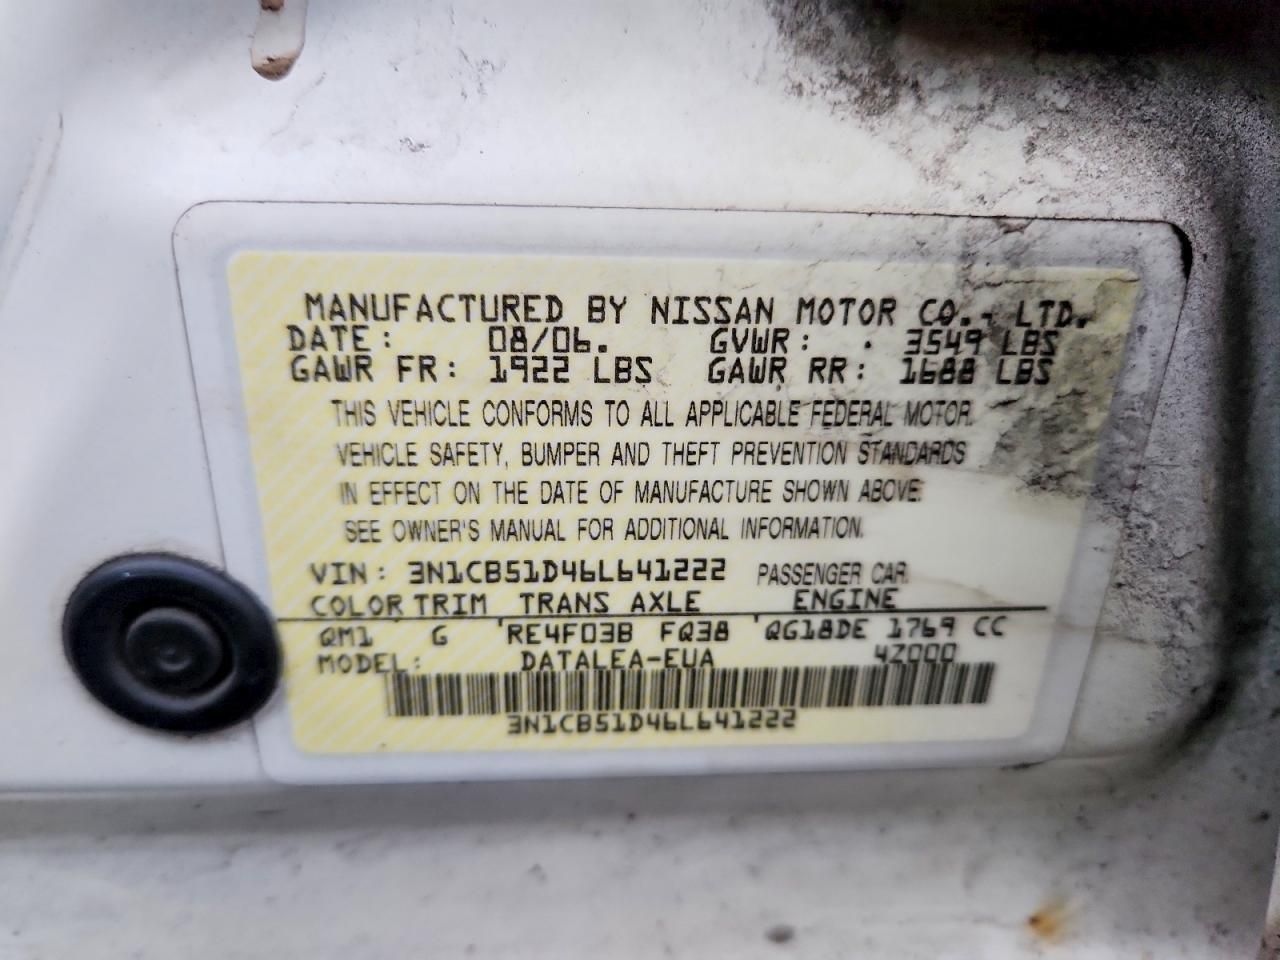 MANUFACTURED BY NISSAN MOTOR CO., LTD.
DATE: 08/06. GVWR: 3549 LBS
GAWR FR: 1922 LBS GAWR RR: 1688 LBS
THIS VEHICLE CONFORMS TO ALL APPLICABLE FEDERAL MOTOR
VEHICLE SAFETY, BUMPER AND THEFT PREVENTION STANDARDS
IN EFFECT ON THE DATE OF MANUFACTURE SHOWN ABOVE.
SEE OWNER'S MANUAL FOR ADDITIONAL INFORMATION.
VIN: 3N1CB51D46L641222 PASSENGER CAR
COLOR TRIM TRANS AXLE ENGINE
QM1 G RE4F03B FQ38 QG18DE 1769 CC
MODEL: DATALEA-EUA 4Z000
3N1CB51D46L641222